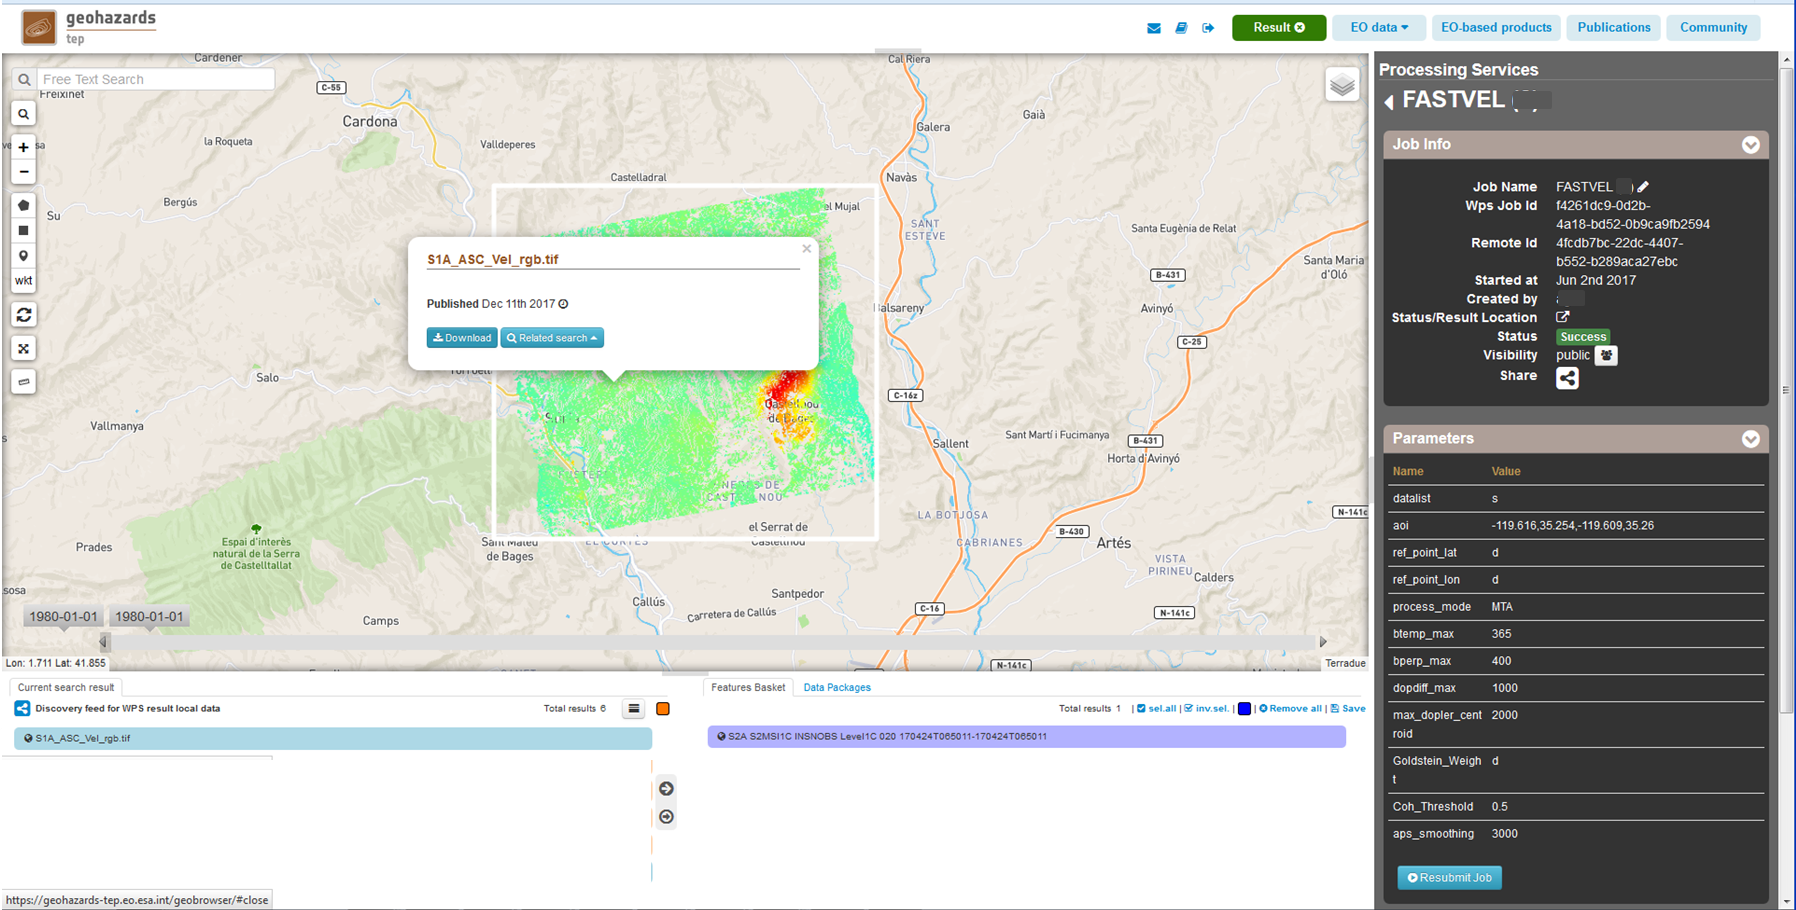 geohazards
tep
Result
EO data
EO-based products
Publications
Community
Free Text Search
wkt
Cardener
Freixinet
C-55
Cardona
la Roqueta
Valldeperes
Bergús
Su
Castelladral
Cal Riera
Galera
Gaià
Navàs
el Mujal
SANT
ESTEVE
Santa Eugènia de Relat
B-431
Santa Maria
d'Oló
Balsareny
Avinyó
C-25
Salo
C-16z
Vallmanya
Sallent
Sant Martí i Fucimanya
B-431
Horta d'Avinyó
CASTELLNOU
LA BOTJOSA
N-141c
B-430
el Serrat de
Castellnou
CABRIANES
Artés
Prades
Espai d'interès
natural de la Serra
de Castelltallat
Sant Mateu
de Bages
EL CORTÈS
VISTA
PIRINEU
Calders
Callús
Santpedor
Carretera de Callús
C-16
N-141c
Camps
N-141c
S1A_ASC_Vel_rgb.tif
Published Dec 11th 2017
Download
Related search
1980-01-01
1980-01-01
Lon: 1.711 Lat: 41.855
Terradue
Current search result
Discovery feed for WPS result local data
Total results 6
S1A_ASC_Vel_rgb.tif
Features Basket
Data Packages
Total results 1 | sel.all | inv.sel. | Remove all | Save
S2A S2MSI1C INSNOBS Level1C 020 170424T065011-170424T065011
https://geohazards-tep.eo.esa.int/geobrowser/#close
Processing Services
FASTVEL
Job Info
Job Name FASTVEL
Wps Job Id f4261dc9-0d2b-
4a18-bd52-0b9ca9fb2594
Remote Id 4fcdb7bc-22dc-4407-
b552-b289aca27ebc
Started at Jun 2nd 2017
Created by
Status/Result Location
Status Success
Visibility public
Share
Parameters
Name Value
datalist s
aoi -119.616,35.254,-119.609,35.26
ref_point_lat d
ref_point_lon d
process_mode MTA
btemp_max 365
bperp_max 400
dopdiff_max 1000
max_dopler_cent 2000
roid
Goldstein_Weigh d
t
Coh_Threshold 0.5
aps_smoothing 3000
Resubmit Job